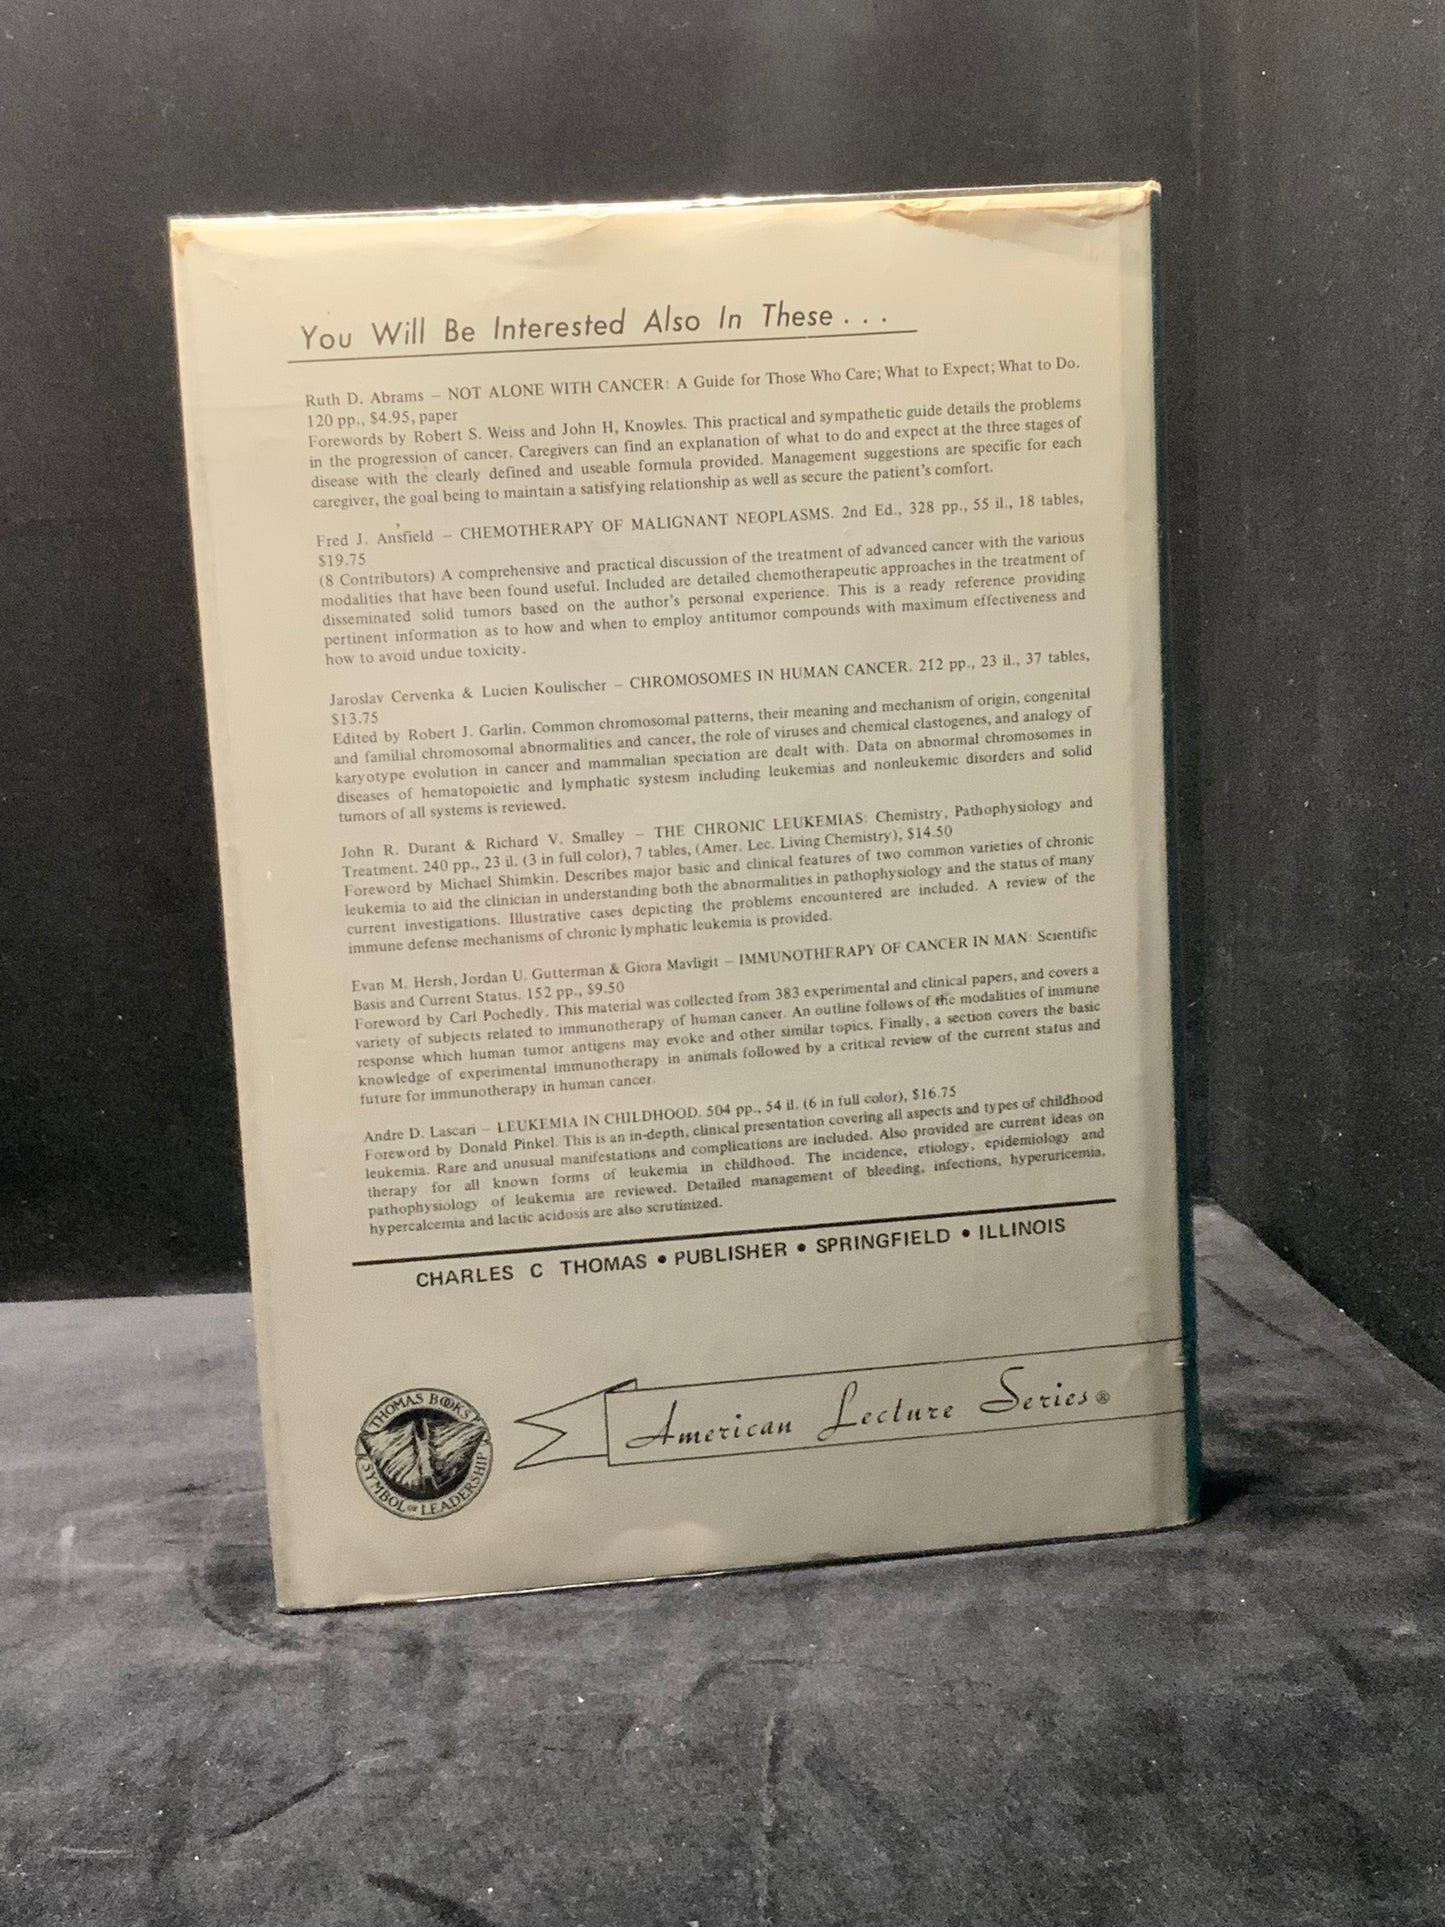 You Will Be Interested Also In These . . .
Ruth D. Abrams – NOT ALONE WITH CANCER: A Guide for Those Who Care; What to Expect; What to Do.
120 pp., $4.95, paper
Forewords by Robert S. Weiss and John H, Knowles. This practical and sympathetic guide details the problems
in the progression of cancer. Caregivers can find an explanation of what to do and expect at the three stages of
disease with the clearly defined and useable formula provided. Management suggestions are specific for each
caregiver, the goal being to maintain a satisfying relationship as well as secure the patient's comfort.
Fred J. Ansfield – CHEMOTHERAPY OF MALIGNANT NEOPLASMS. 2nd Ed., 328 pp., 55 il., 18 tables,
$19.75
(8 Contributors) A comprehensive and practical discussion of the treatment of advanced cancer with the various
modalities that have been found useful. Included are detailed chemotherapeutic approaches in the treatment of
disseminated solid tumors based on the author's personal experience. This is a ready reference providing
pertinent information as to how and when to employ antitumor compounds with maximum effectiveness and
how to avoid undue toxicity.
Jaroslav Cervenka & Lucien Koulischer – CHROMOSOMES IN HUMAN CANCER. 212 pp., 23 il., 37 tables,
$13.75
Edited by Robert J. Garlin. Common chromosomal patterns, their meaning and mechanism of origin, congenital
and familial chromosomal abnormalities and cancer, the role of viruses and chemical clastogenes, and analogy of
karyotype evolution in cancer and mammalian speciation are dealt with. Data on abnormal chromosomes in
diseases of hematopoietic and lymphatic systesm including leukemias and nonleukemic disorders and solid
tumors of all systems is reviewed.
John R. Durant & Richard V. Smalley – THE CHRONIC LEUKEMIAS: Chemistry, Pathophysiology and
Treatment. 240 pp., 23 il. (3 in full color), 7 tables, (Amer. Lec. Living Chemistry), $14.50
Foreword by Michael Shimkin. Describes major basic and clinical features of two common varieties of chronic
leukemia to aid the clinician in understanding both the abnormalities in pathophysiology and the status of many
current investigations. Illustrative cases depicting the problems encountered are included. A review of the
immune defense mechanisms of chronic lymphatic leukemia is provided.
Evan M. Hersh, Jordan U. Gutterman & Giora Mavligit – IMMUNOTHERAPY OF CANCER IN MAN: Scientific
Basis and Current Status. 152 pp., $9.50
Foreword by Carl Pochedly. This material was collected from 383 experimental and clinical papers, and covers a
variety of subjects related to immunotherapy of human cancer. An outline follows of the modalities of immune
response which human tumor antigens may evoke and other similar topics. Finally, a section covers the basic
knowledge of experimental immunotherapy in animals followed by a critical review of the current status and
future for immunotherapy in human cancer.
Andre D. Lascari – LEUKEMIA IN CHILDHOOD. 504 pp., 54 il. (6 in full color), $16.75
Foreword by Donald Pinkel. This is an in-depth, clinical presentation covering all aspects and types of childhood
leukemia. Rare and unusual manifestations and complications are included. Also provided are current ideas on
therapy for all known forms of leukemia in childhood. The incidence, etiology, epidemiology and
pathophysiology of leukemia are reviewed. Detailed management of bleeding, infections, hyperuricemia,
hypercalcemia and lactic acidosis are also scrutinized.
CHARLES C THOMAS • PUBLISHER • SPRINGFIELD • ILLINOIS
THOMAS BOOKS
SYMBOL OF LEADERSHIP
American Lecture Series®